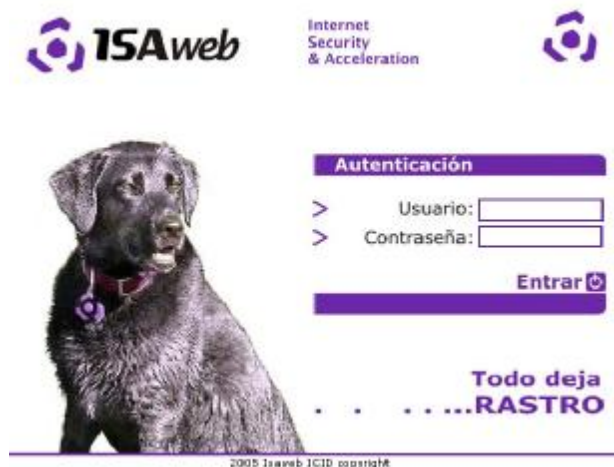 ISAweb
Internet
Security
& Acceleration
Autenticación
> Usuario:
> Contraseña:
Entrar
Todo deja
. . . . ...RASTRO
2005 Isaweb ICID copyright